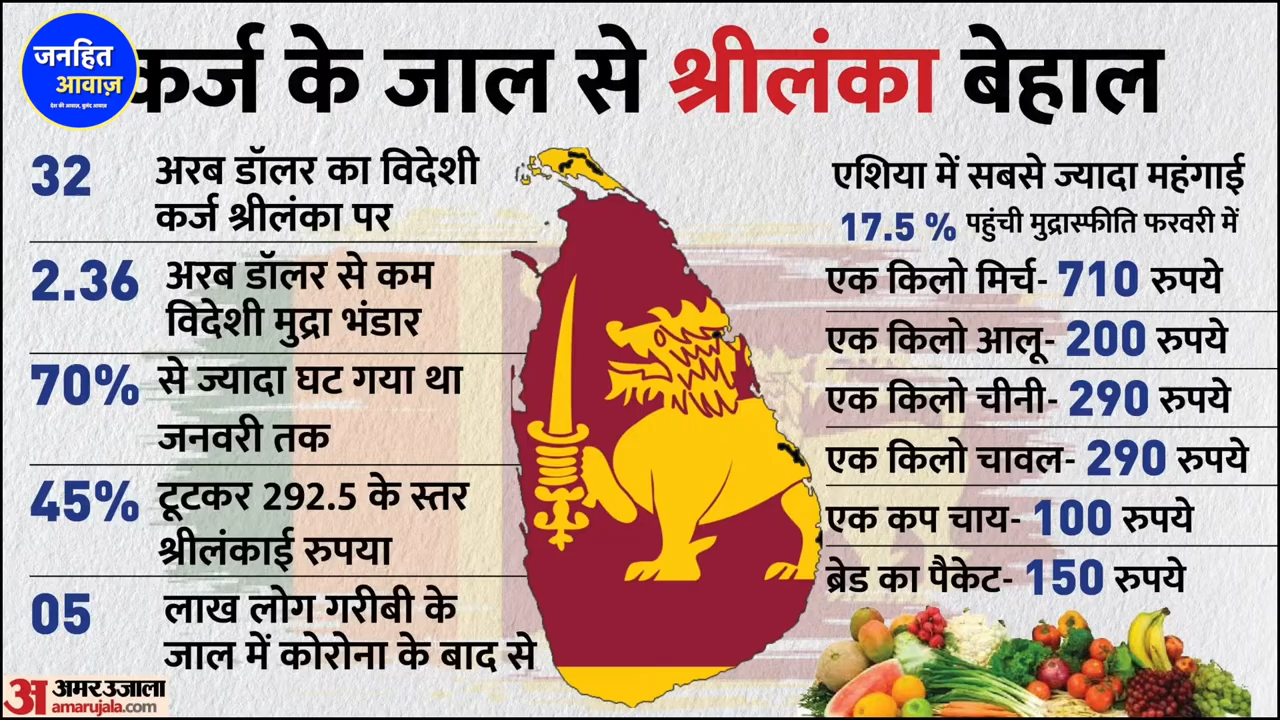 जनहित
आवाज़
देश की आवाज़, बुलंद आवाज़
कर्ज के जाल से श्रीलंका बेहाल
32 अरब डॉलर का विदेशी
कर्ज श्रीलंका पर
2.36 अरब डॉलर से कम
विदेशी मुद्रा भंडार
70% से ज्यादा घट गया था
जनवरी तक
45% टूटकर 292.5 के स्तर
श्रीलंकाई रुपया
05 लाख लोग गरीबी के
जाल में कोरोना के बाद से
एशिया में सबसे ज्यादा महंगाई
17.5 % पहुंची मुद्रास्फीति फरवरी में
एक किलो मिर्च- 710 रुपये
एक किलो आलू- 200 रुपये
एक किलो चीनी- 290 रुपये
एक किलो चावल- 290 रुपये
एक कप चाय- 100 रुपये
ब्रेड का पैकेट- 150 रुपये
अ अमर उजाला
amarujala.com